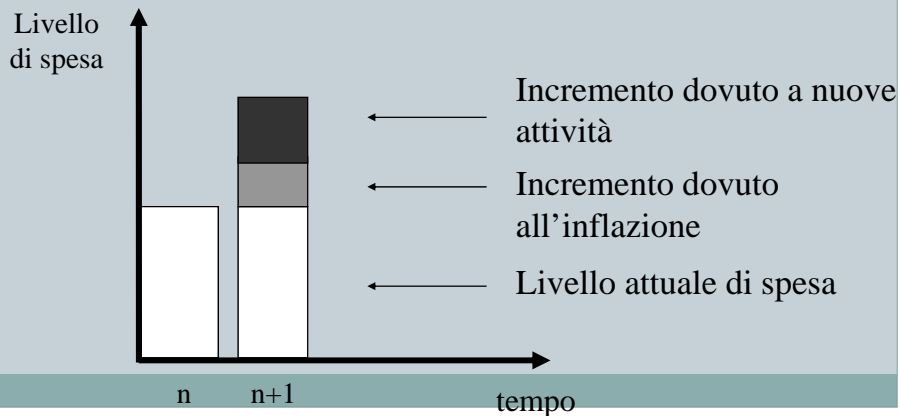 Livello
di spesa
Incremento dovuto a nuove
attività
Incremento dovuto
all’inflazione
Livello attuale di spesa
n n+1 tempo